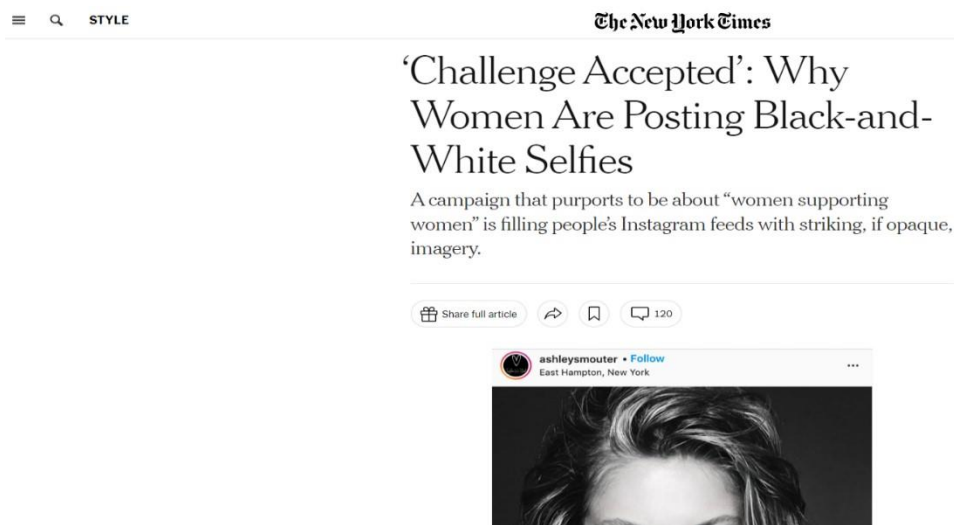 STYLE
The New York Times
‘Challenge Accepted’: Why
Women Are Posting Black-and-
White Selfies
A campaign that purports to be about “women supporting
women” is filling people’s Instagram feeds with striking, if opaque,
imagery.
Share full article
120
ashleysmouter • Follow
East Hampton, New York